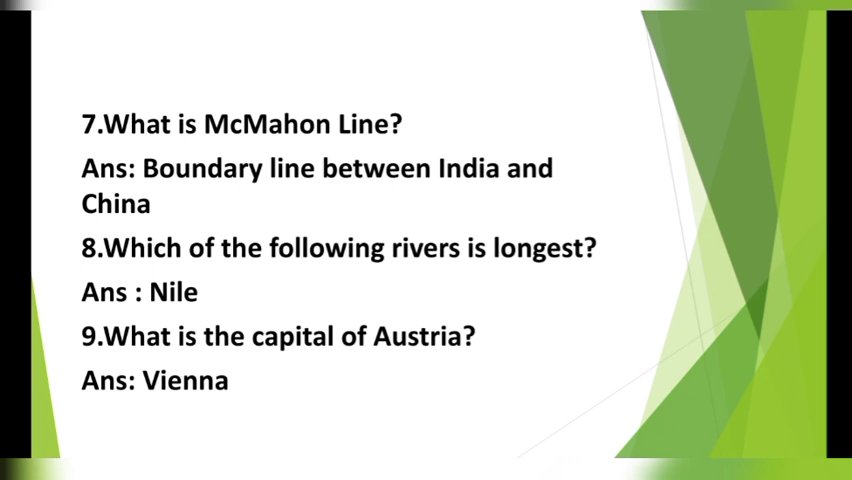 7.What is McMahon Line?
Ans: Boundary line between India and
China
8.Which of the following rivers is longest?
Ans : Nile
9.What is the capital of Austria?
Ans: Vienna